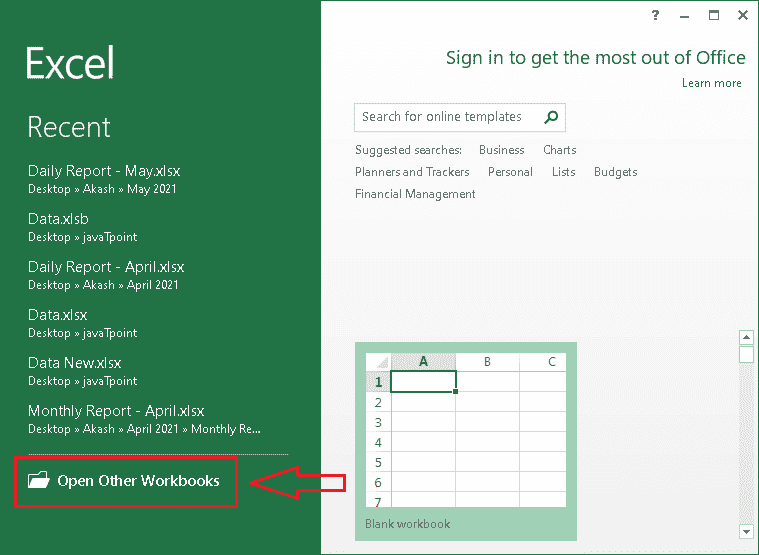 ?
Excel
Sign in to get the most out of Office
Learn more
Recent
Search for online templates
Suggested searches: Business Charts
Planners and Trackers Personal Lists Budgets
Financial Management
Daily Report - May.xlsx
Desktop » Akash » May 2021
Data.xlsb
Desktop » javaTpoint
Daily Report - April.xlsx
Desktop » Akash » April 2021
Data.xlsx
Desktop » javaTpoint
Data New.xlsx
Desktop » javaTpoint
Monthly Report - April.xlsx
Desktop » Akash » April 2021 » Monthly Re...
Open Other Workbooks
A B C
1
2
3
4
5
6
7
Blank workbook